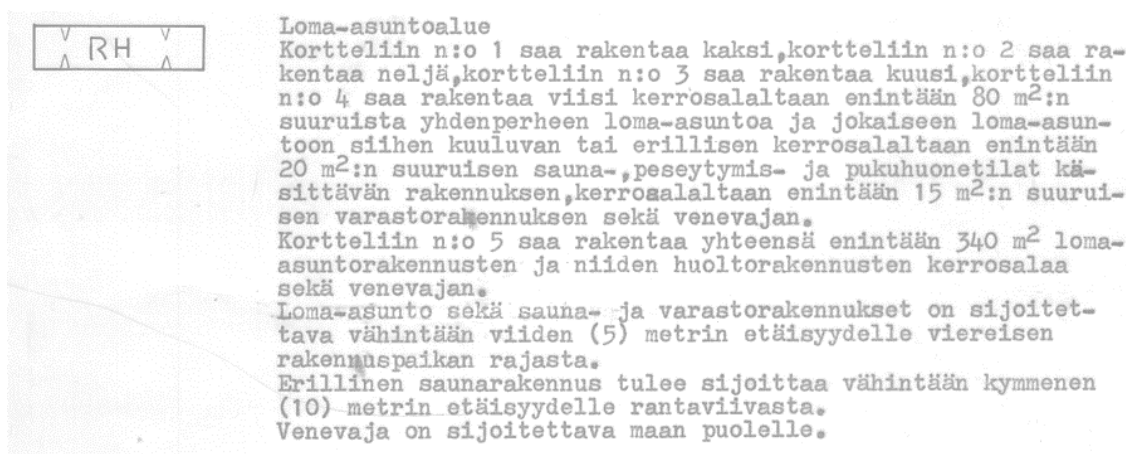 RH
Loma-asuntoalue
Kortteliin n:o 1 saa rakentaa kaksi,kortteliin n:o 2 saa ra-
kentaa neljä,kortteliin n:o 3 saa rakentaa kuusi,kortteliin
n:o 4 saa rakentaa viisi kerrosalaltaan enintään 80 m²:n
suuruista yhdenperheen loma-asuntoa ja jokaiseen loma-asun-
toon siihen kuuluvan tai erillisen kerrosalaltaan enintään
20 m²:n suuruisen sauna-,peseytymis- ja pukuhuonetilat kä-
sittävän rakennuksen,kerrosalaltaan enintään 15 m²:n suurui-
sen varastorakennuksen sekä venevajan.
Kortteliin n:o 5 saa rakentaa yhteensä enintään 340 m² loma-
asuntorakennusten ja niiden huoltorakennusten kerrosalaa
sekä venevajan.
Loma-asunto sekä sauna- ja varastorakennukset on sijoitet-
tava vähintään viiden (5) metrin etäisyydelle viereisen
rakennuspaikan rajasta.
Erillinen saunarakennus tulee sijoittaa vähintään kymmenen
(10) metrin etäisyydelle rantaviivasta.
Venevaja on sijoitettava maan puolelle.